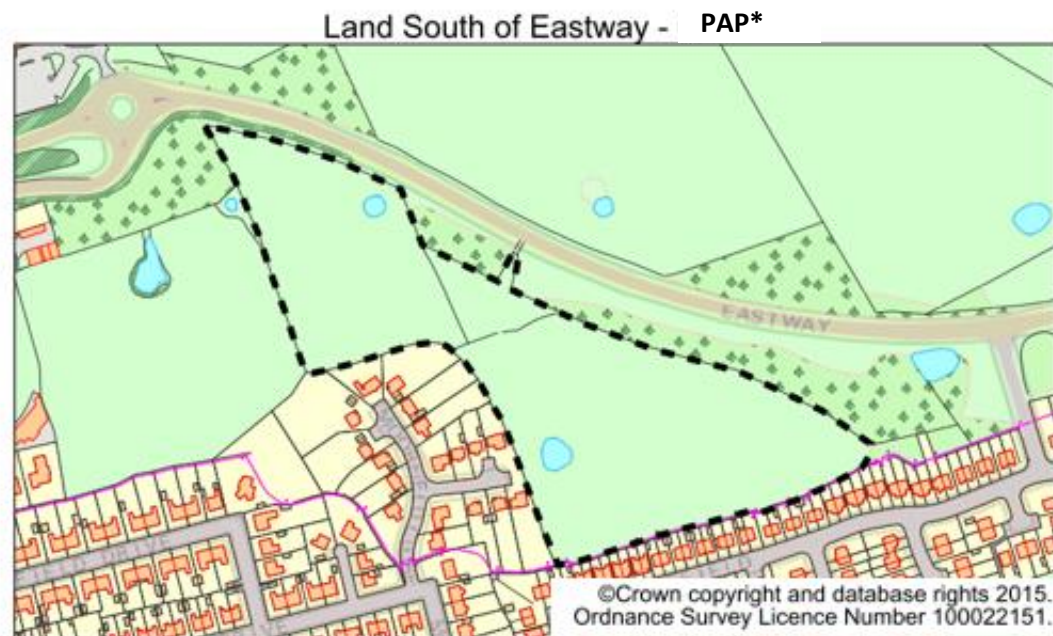 Land South of Eastway - PAP*
EASTWAY
©Crown copyright and database rights 2015.
Ordnance Survey Licence Number 100022151.